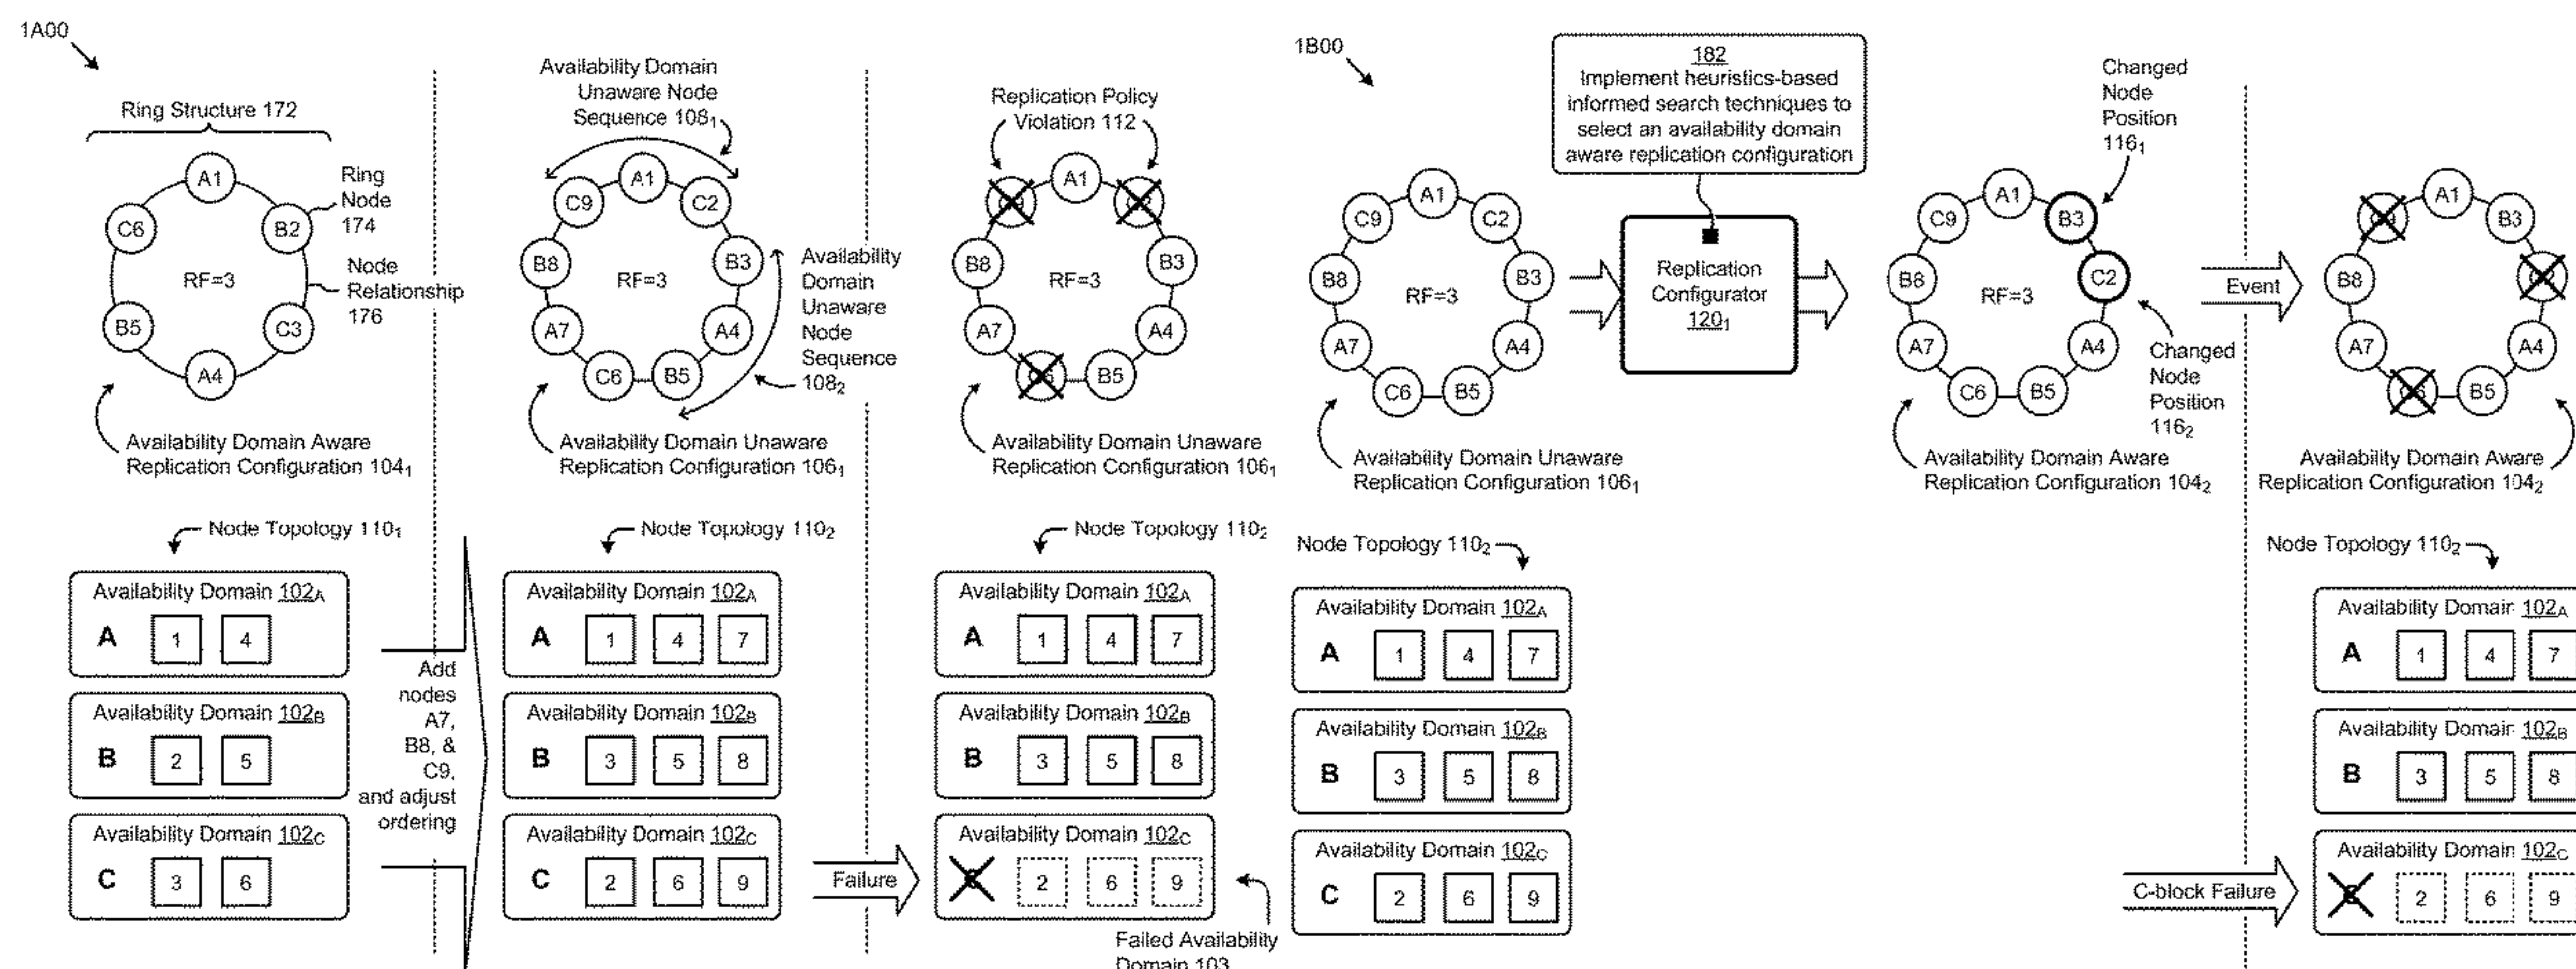 1A00
Ring Structure 172
A1
B2
C3
A4
B5
C6
RF=3
Ring
Node
174
Node
Relationship
176
Availability Domain Aware
Replication Configuration 104₁
Node Topology 110₁
Availability Domain 102A
A 1 4
Availability Domain 102B
B 2 5
Availability Domain 102C
C 3 6
Add
nodes
A7,
B8, &
C9,
and adjust
ordering
Availability Domain
Unaware Node
Sequence 108₁
A1
C2
B3
A4
B5
C6
A7
B8
C9
RF=3
Availability
Domain
Unaware
Node
Sequence
108₂
Availability Domain Unaware
Replication Configuration 106₁
Node Topology 110₂
Availability Domain 102A
A 1 4 7
Availability Domain 102B
B 3 5 8
Availability Domain 102C
C 2 6 9
Failure
Replication Policy
Violation 112
A1
B3
A4
B5
A7
B8
RF=3
Availability Domain Unaware
Replication Configuration 106₁
Node Topology 110₂
Availability Domain 102A
A 1 4 7
Availability Domain 102B
B 3 5 8
Availability Domain 102C
2 6 9
Failed Availability
Domain 103
1B00
A1
C2
B3
A4
B5
C6
A7
B8
C9
RF=3
Availability Domain Unaware
Replication Configuration 106₁
Node Topology 110₂
Availability Domain 102A
A 1 4 7
Availability Domain 102B
B 3 5 8
Availability Domain 102C
C 2 6 9
182
Implement heuristics-based
informed search techniques to
select an availability domain
aware replication configuration
Replication
Configurator
120₁
Changed
Node
Position
116₁
A1
B3
C2
A4
B5
C6
A7
B8
C9
RF=3
Changed
Node
Position
116₂
Availability Domain Aware
Replication Configuration 104₂
Event
A1
B3
A4
B5
A7
B8
Availability Domain Aware
Replication Configuration 104₂
Node Topology 110₂
Availability Domain 102A
A 1 4 7
Availability Domain 102B
B 3 5 8
C-block Failure
Availability Domain 102C
2 6 9